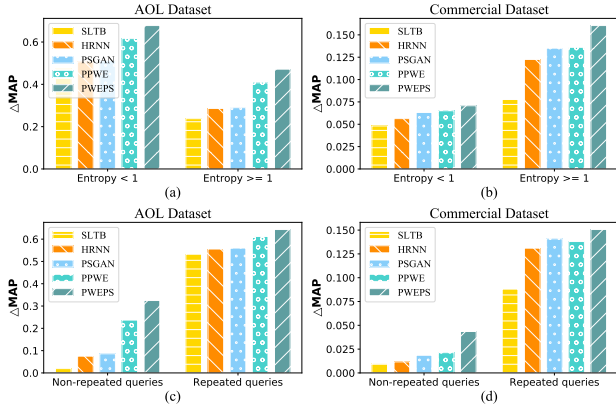 AOL Dataset
0.6
0.4
0.2
0.0
△MAP
SLTB
HRNN
PSGAN
PPWE
PWEPS
Entropy < 1
Entropy >= 1
(a)
Commercial Dataset
0.150
0.125
0.100
0.075
0.050
0.025
0.000
△MAP
SLTB
HRNN
PSGAN
PPWE
PWEPS
Entropy < 1
Entropy >= 1
(b)
AOL Dataset
0.6
0.5
0.4
0.3
0.2
0.1
0.0
△MAP
SLTB
HRNN
PSGAN
PPWE
PWEPS
Non-repeated queries
Repeated queries
(c)
Commercial Dataset
0.150
0.125
0.100
0.075
0.050
0.025
0.000
△MAP
SLTB
HRNN
PSGAN
PPWE
PWEPS
Non-repeated queries
Repeated queries
(d)